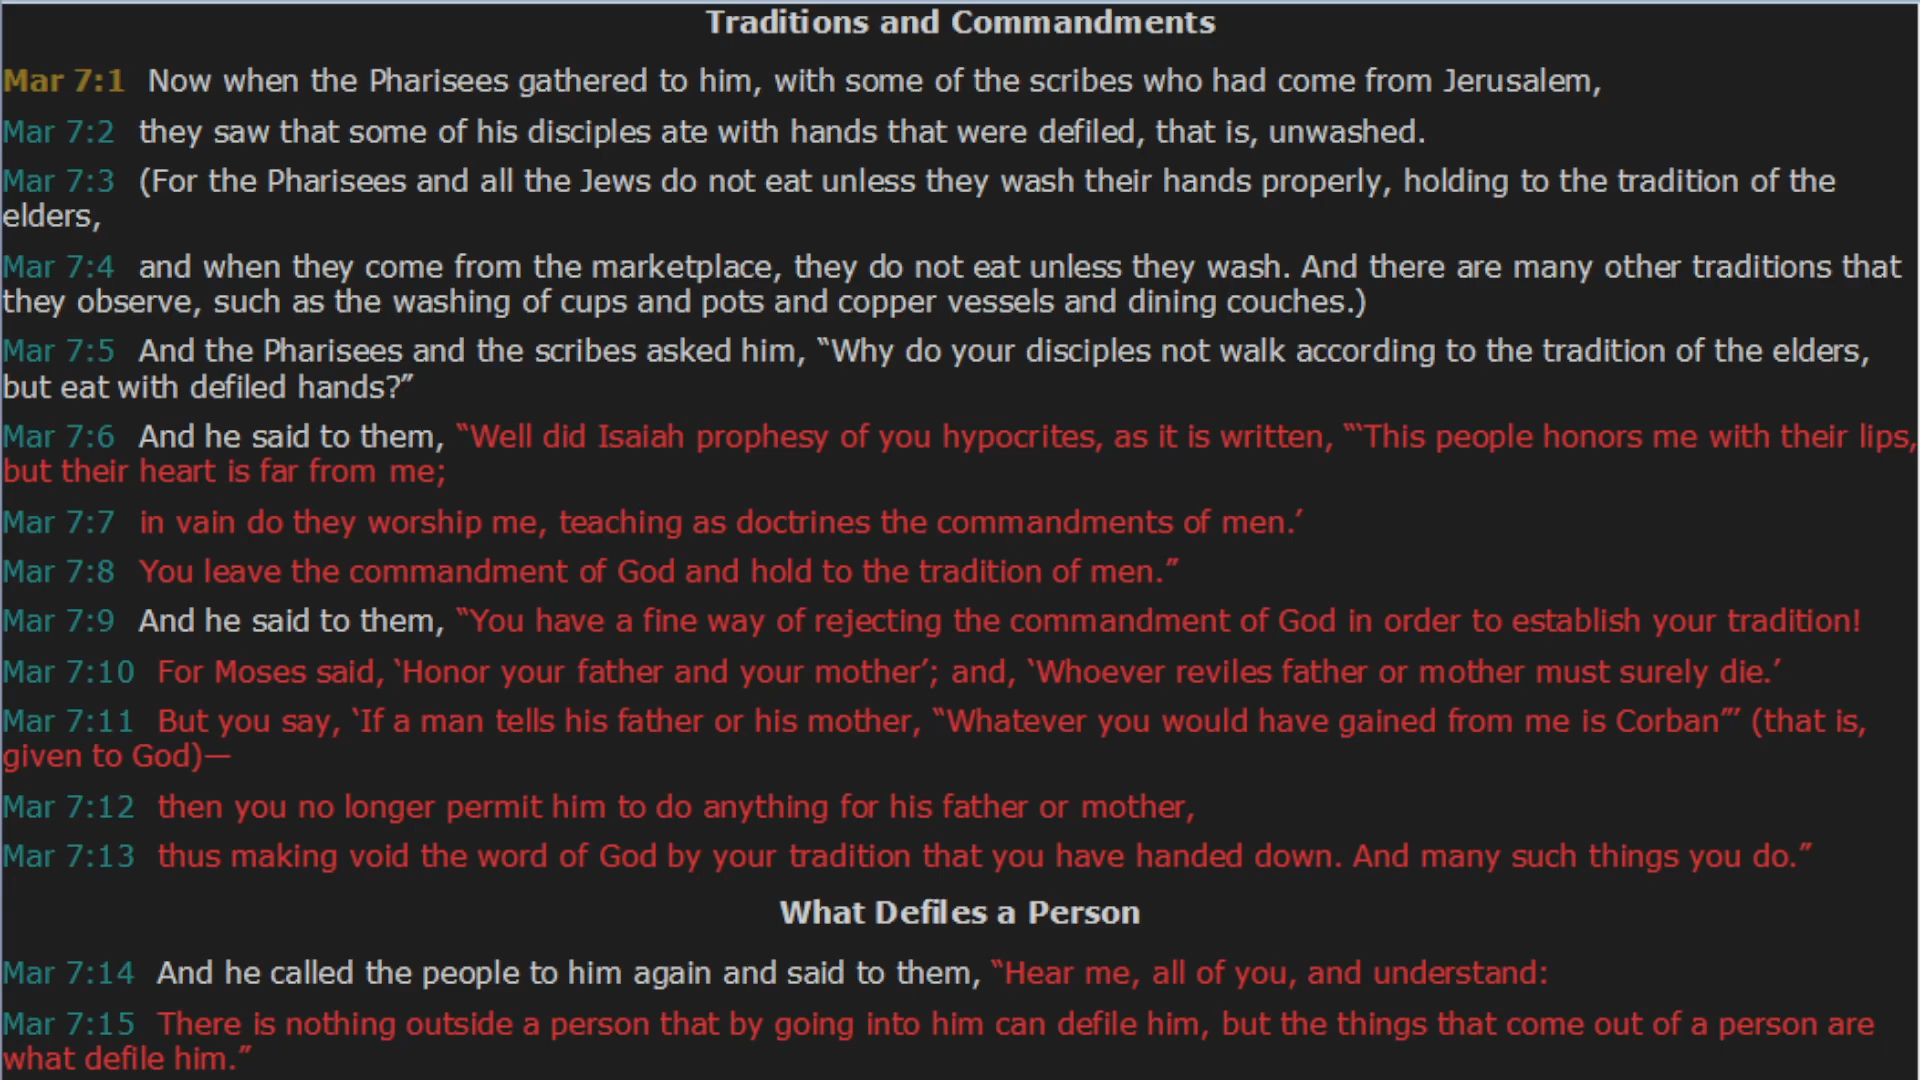 Traditions and Commandments
Mar 7:1 Now when the Pharisees gathered to him, with some of the scribes who had come from Jerusalem,
Mar 7:2 they saw that some of his disciples ate with hands that were defiled, that is, unwashed.
Mar 7:3 (For the Pharisees and all the Jews do not eat unless they wash their hands properly, holding to the tradition of the
elders,
Mar 7:4 and when they come from the marketplace, they do not eat unless they wash. And there are many other traditions that
they observe, such as the washing of cups and pots and copper vessels and dining couches.)
Mar 7:5 And the Pharisees and the scribes asked him, “Why do your disciples not walk according to the tradition of the elders,
but eat with defiled hands?”
Mar 7:6 And he said to them, “Well did Isaiah prophesy of you hypocrites, as it is written, “‘This people honors me with their lips,
but their heart is far from me;
Mar 7:7 in vain do they worship me, teaching as doctrines the commandments of men.’
Mar 7:8 You leave the commandment of God and hold to the tradition of men.”
Mar 7:9 And he said to them, “You have a fine way of rejecting the commandment of God in order to establish your tradition!
Mar 7:10 For Moses said, ‘Honor your father and your mother’; and, ‘Whoever reviles father or mother must surely die.’
Mar 7:11 But you say, ‘If a man tells his father or his mother, “Whatever you would have gained from me is Corban”’ (that is,
given to God)—
Mar 7:12 then you no longer permit him to do anything for his father or mother,
Mar 7:13 thus making void the word of God by your tradition that you have handed down. And many such things you do.”
What Defiles a Person
Mar 7:14 And he called the people to him again and said to them, “Hear me, all of you, and understand:
Mar 7:15 There is nothing outside a person that by going into him can defile him, but the things that come out of a person are
what defile him.”